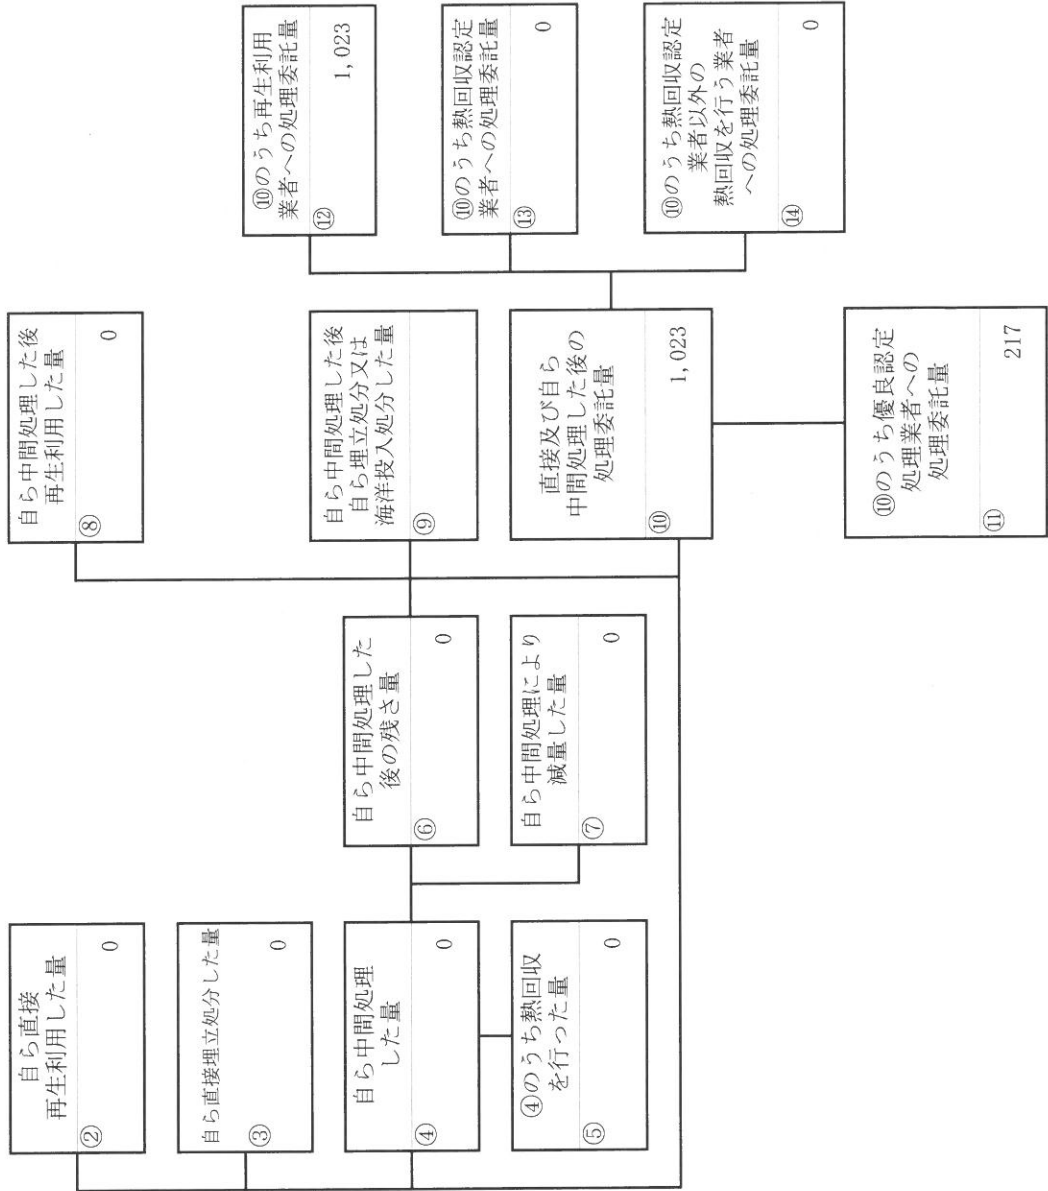 自ら直接
再生利用した量
② 0
自ら直接埋立処分した量
③ 0
自ら中間処理
した量
④ 0
④のうち熱回収
を行った量
⑤ 0
自ら中間処理した
後の残さ量
⑥ 0
自ら中間処理により
減量した量
⑦ 0
自ら中間処理した後
再生利用した量
⑧ 0
自ら中間処理した後
自ら埋立処分又は
海洋投入処分した量
⑨
直接及び自ら
中間処理した後の
処理委託量
⑩ 1,023
⑩のうち優良認定
処理業者への
処理委託量
⑪ 217
⑩のうち再生利用
業者への処理委託量
⑫ 1,023
⑩のうち熱回収認定
業者への処理委託量
⑬ 0
⑩のうち熱回収認定
業者以外の
熱回収を行う業者
への処理委託量
⑭ 0